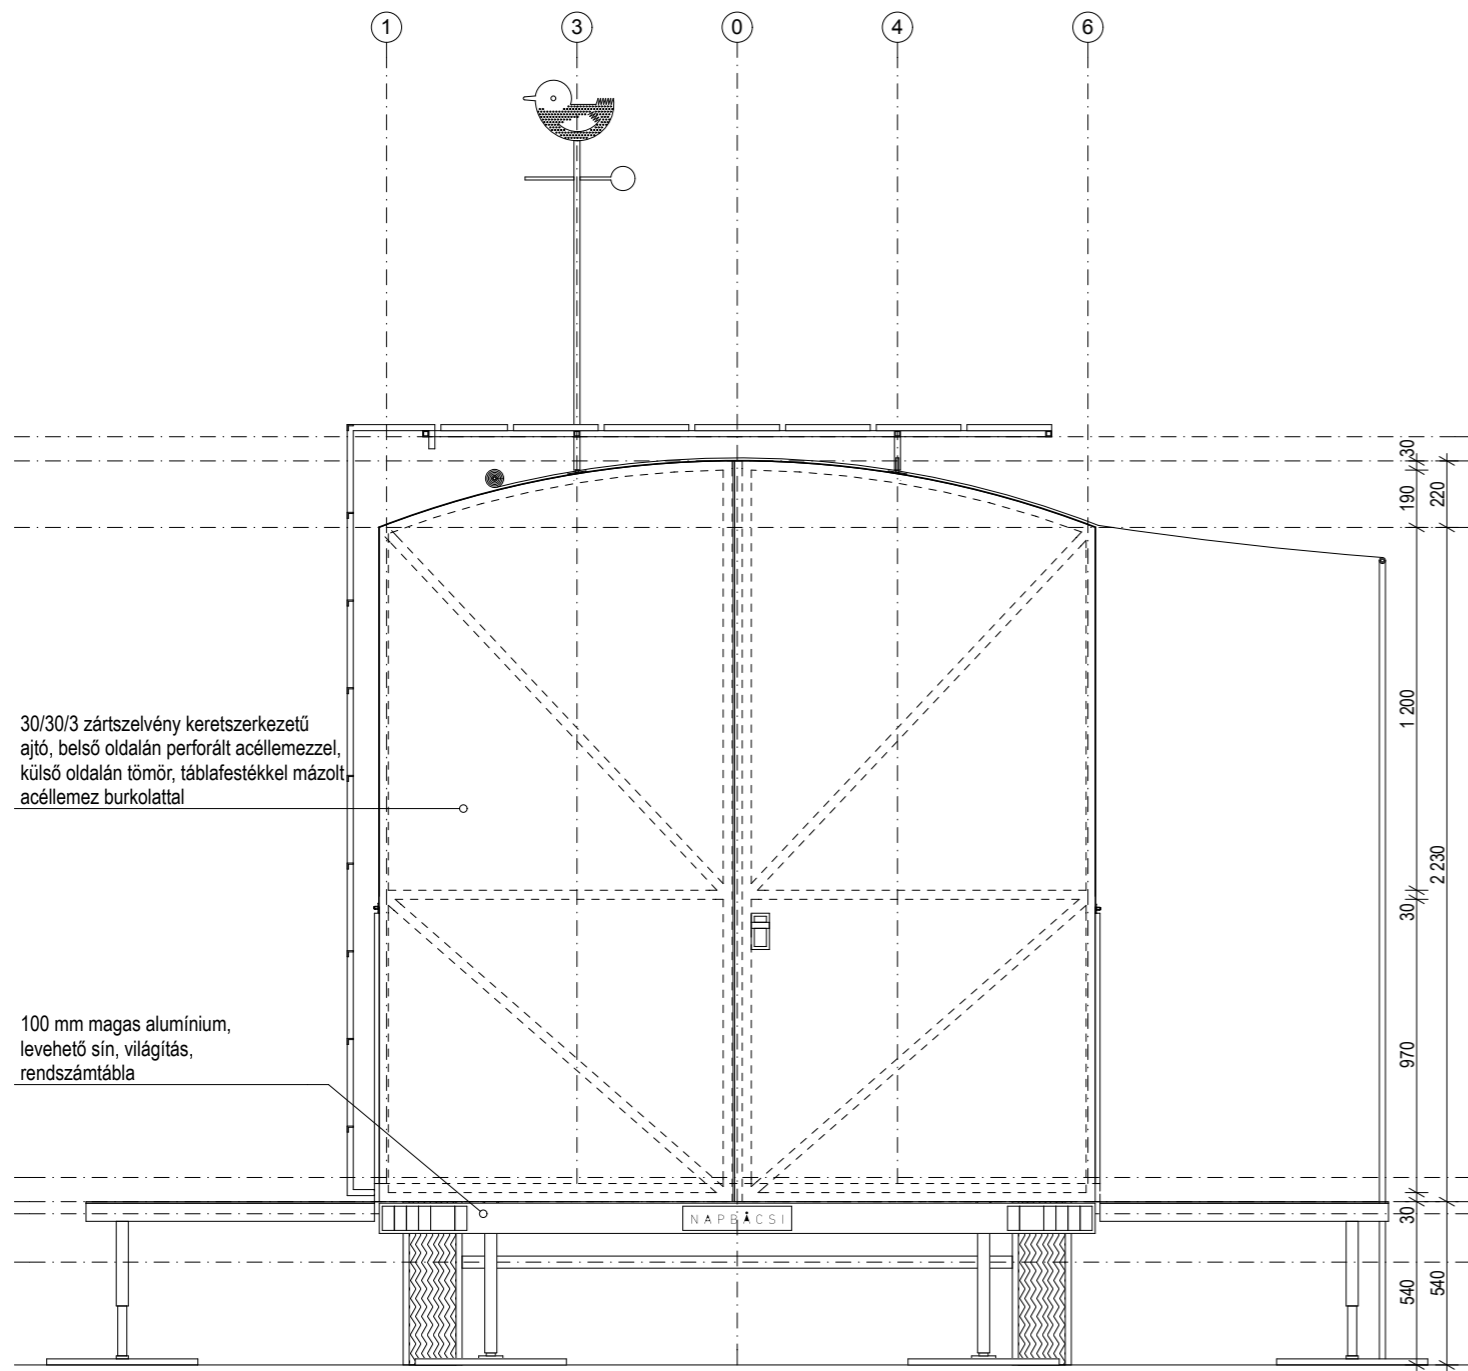 1
3
0
4
6
30
190
220
30/30/3 zártszelvény keretszerkezetű
ajtó, belső oldalán perforált acéllemezzel,
külső oldalán tömör, táblafestékkel mázolt
acéllemez burkolattal
1 200
2 230
30
100 mm magas alumínium,
levehető sín, világítás,
rendszámtábla
970
30
NAPBÁCSI
540
540